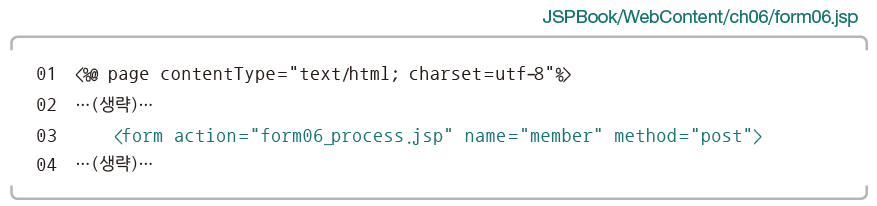 JSPBook/WebContent/ch06/form06.jsp
01 <%@ page contentType="text/html; charset=utf-8"%>
02 …(생략)…
03 <form action="form06_process.jsp" name="member" method="post">
04 …(생략)…